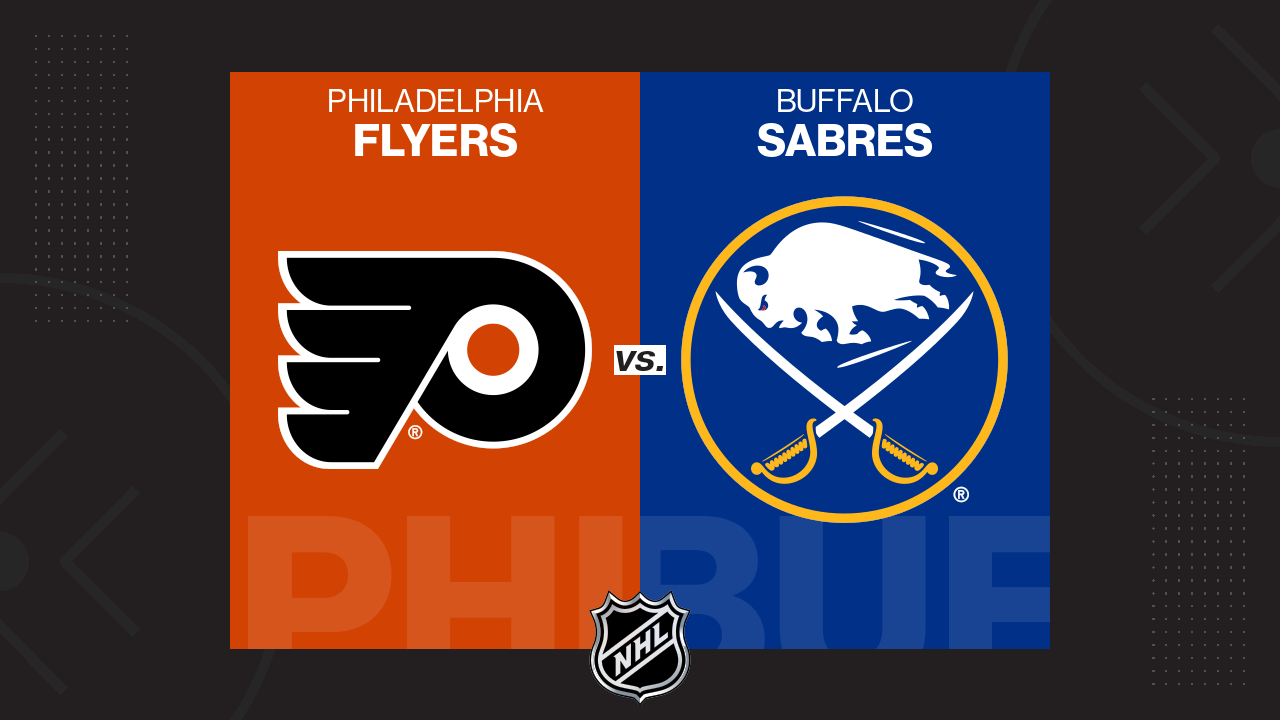 PHILADELPHIA
FLYERS
BUFFALO
SABRES
vs.
®
®
PHI
BUF
NHL